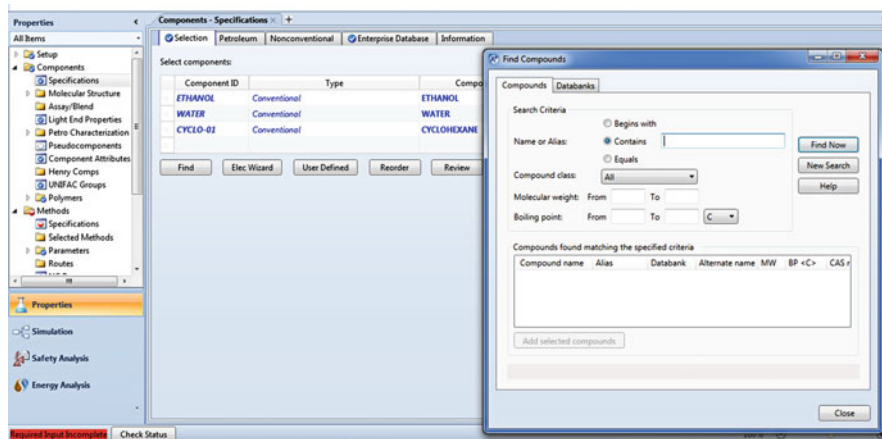 Properties
All Items
Setup
Components
Specifications
Molecular Structure
Assay/Blend
Light End Properties
Petro Characterization
Pseudocomponents
Component Attributes
Henry Comps
UNIFAC Groups
Polymers
Methods
Specifications
Selected Methods
Parameters
Routes
Properties
Simulation
Safety Analysis
Energy Analysis
Required Input Incomplete Check Status
Components - Specifications × +
Selection Petroleum Nonconventional Enterprise Database Information
Select components:
Component ID Type Compo
ETHANOL Conventional ETHANOL
WATER Conventional WATER
CYCLO-01 Conventional CYCLOHEXANE
Find Elec Wizard User Defined Reorder Review
Find Compounds
Compounds Databanks
Search Criteria
Begins with
Name or Alias: Contains Find Now
Equals New Search
Compound class: All Help
Molecular weight: From To
Boiling point: From To C
Compounds found matching the specified criteria
Compound name Alias Databank Alternate name MW BP <C> CAS r
Add selected compounds
Close